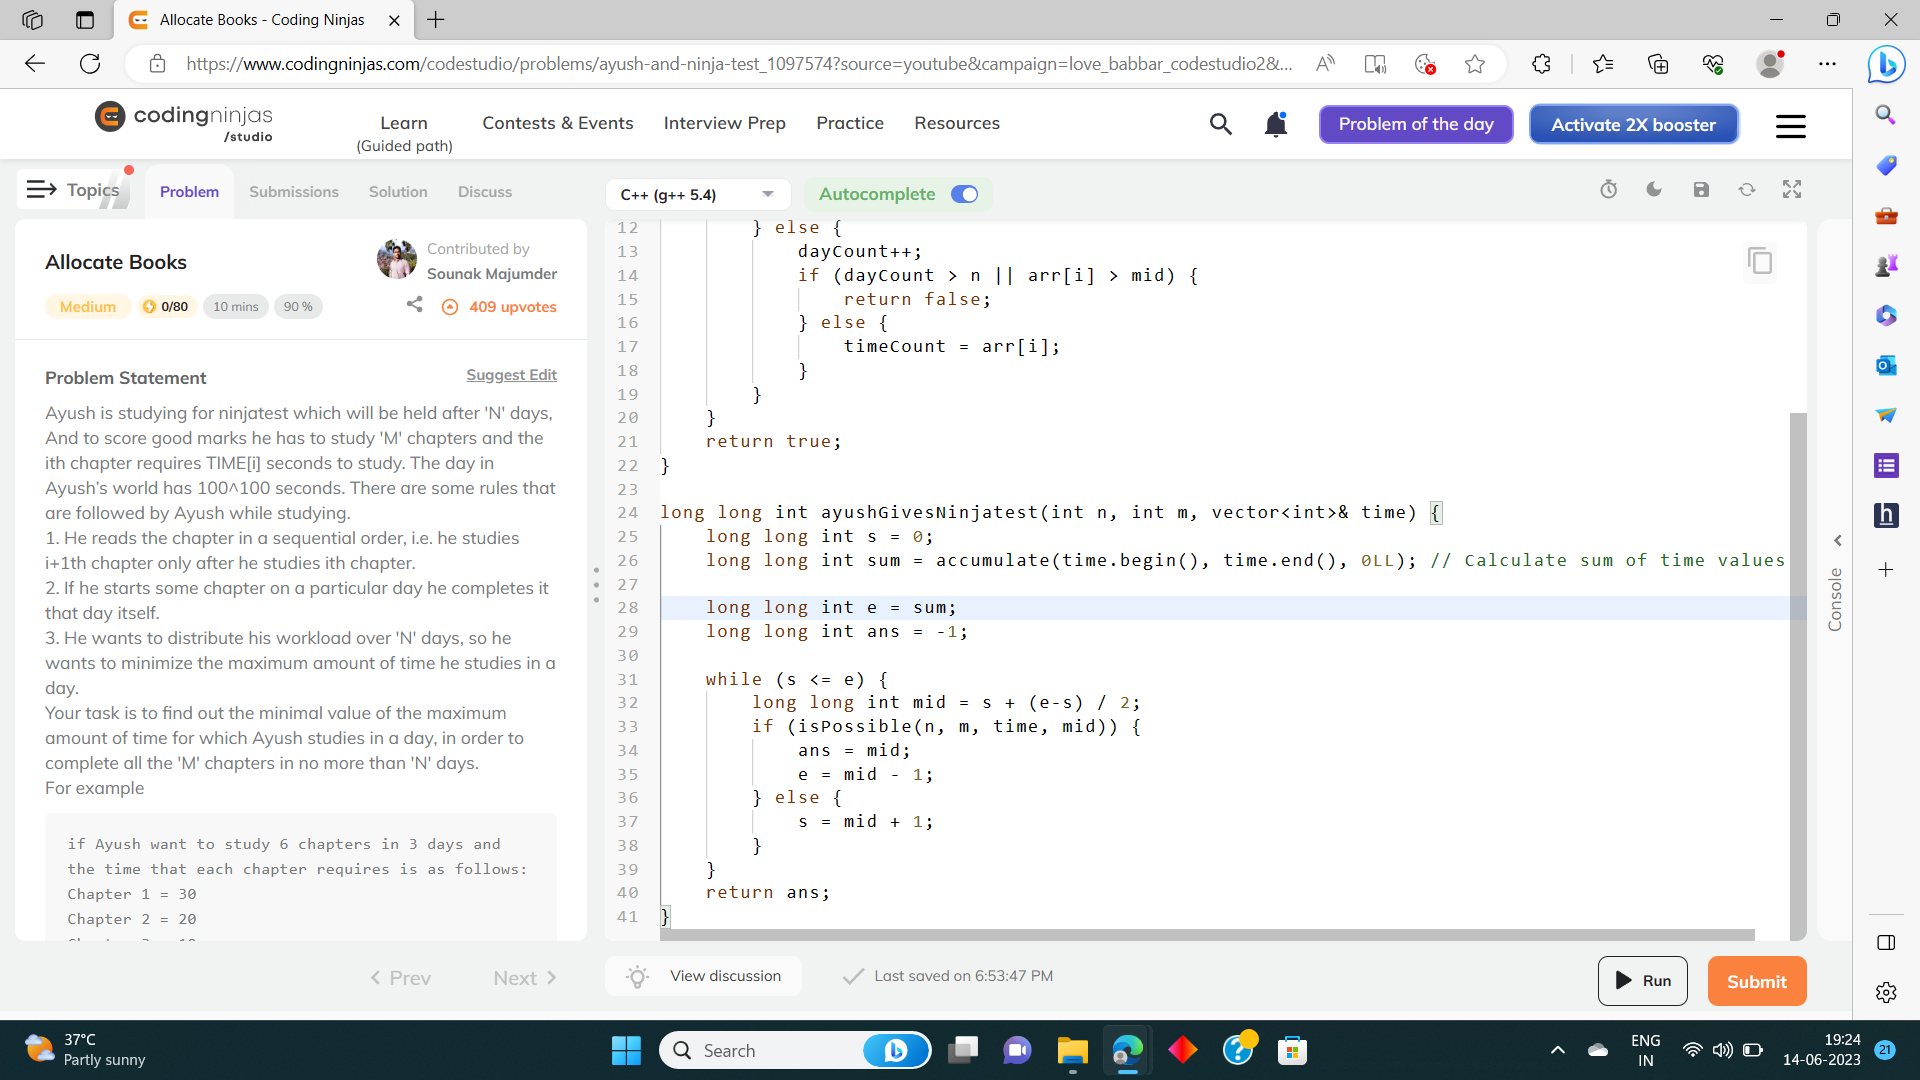 Allocate Books - Coding Ninjas
https://www.codingninjas.com/codestudio/problems/ayush-and-ninja-test_1097574?source=youtube&campaign=love_babbar_codestudio2&...
codingninjas
/studio
Learn
(Guided path)
Contests & Events
Interview Prep
Practice
Resources
Problem of the day
Activate 2X booster
Topics
Problem
Submissions
Solution
Discuss
C++ (g++ 5.4)
Autocomplete
Allocate Books
Contributed by
Sounak Majumder
Medium
0/80
10 mins
90 %
409 upvotes
Problem Statement
Suggest Edit
Ayush is studying for ninjatest which will be held after 'N' days,
And to score good marks he has to study 'M' chapters and the
ith chapter requires TIME[i] seconds to study. The day in
Ayush's world has 100^100 seconds. There are some rules that
are followed by Ayush while studying.
1. He reads the chapter in a sequential order, i.e. he studies
i+1th chapter only after he studies ith chapter.
2. If he starts some chapter on a particular day he completes it
that day itself.
3. He wants to distribute his workload over 'N' days, so he
wants to minimize the maximum amount of time he studies in a
day.
Your task is to find out the minimal value of the maximum
amount of time for which Ayush studies in a day, in order to
complete all the 'M' chapters in no more than 'N' days.
For example
if Ayush want to study 6 chapters in 3 days and
the time that each chapter requires is as follows:
Chapter 1 = 30
Chapter 2 = 20
12 } else {
13 dayCount++;
14 if (dayCount > n || arr[i] > mid) {
15 return false;
16 } else {
17 timeCount = arr[i];
18 }
19 }
20 }
21 return true;
22 }
23
24 long long int ayushGivesNinjatest(int n, int m, vector<int>& time) {
25 long long int s = 0;
26 long long int sum = accumulate(time.begin(), time.end(), 0LL); // Calculate sum of time values
27
28 long long int e = sum;
29 long long int ans = -1;
30
31 while (s <= e) {
32 long long int mid = s + (e-s) / 2;
33 if (isPossible(n, m, time, mid)) {
34 ans = mid;
35 e = mid - 1;
36 } else {
37 s = mid + 1;
38 }
39 }
40 return ans;
41 }
Console
Prev
Next
View discussion
Last saved on 6:53:47 PM
Run
Submit
37°C
Partly sunny
Search
ENG
IN
19:24
14-06-2023
21